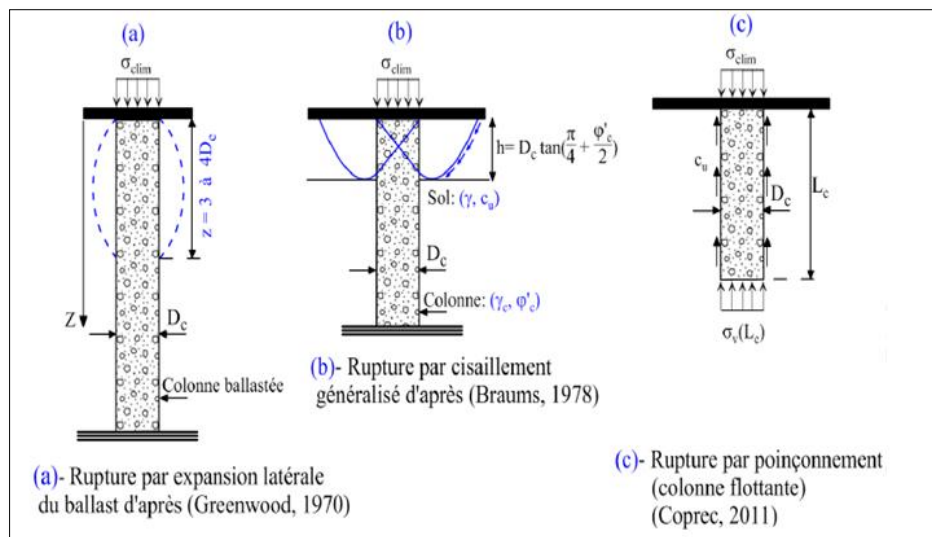 (a)
σclim
z = 3 à 4Dc
Z
Dc
Colonne ballastée
(a)- Rupture par expansion latérale
du ballast d'après (Greenwood, 1970)
(b)
σclim
h= Dc tan(π/4 + φ'c/2)
Sol: (γ, cu)
Dc
Colonne: (γc, φ'c)
(b)- Rupture par cisaillement
généralisé d'après (Braums, 1978)
(c)
σclim
cu
Dc
Lc
σv(Lc)
(c)- Rupture par poinçonnement
(colonne flottante)
(Coprec, 2011)